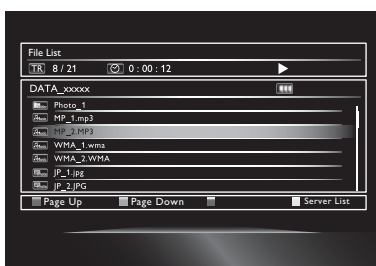 File List
TR 8 / 21 0 : 00 : 12
DATA_xxxxx
Photo_1
MP_1.mp3
MP_2.MP3
WMA_1.wma
WMA_2.WMA
JP_1.jpg
JP_2.JPG
Page Up Page Down Server List